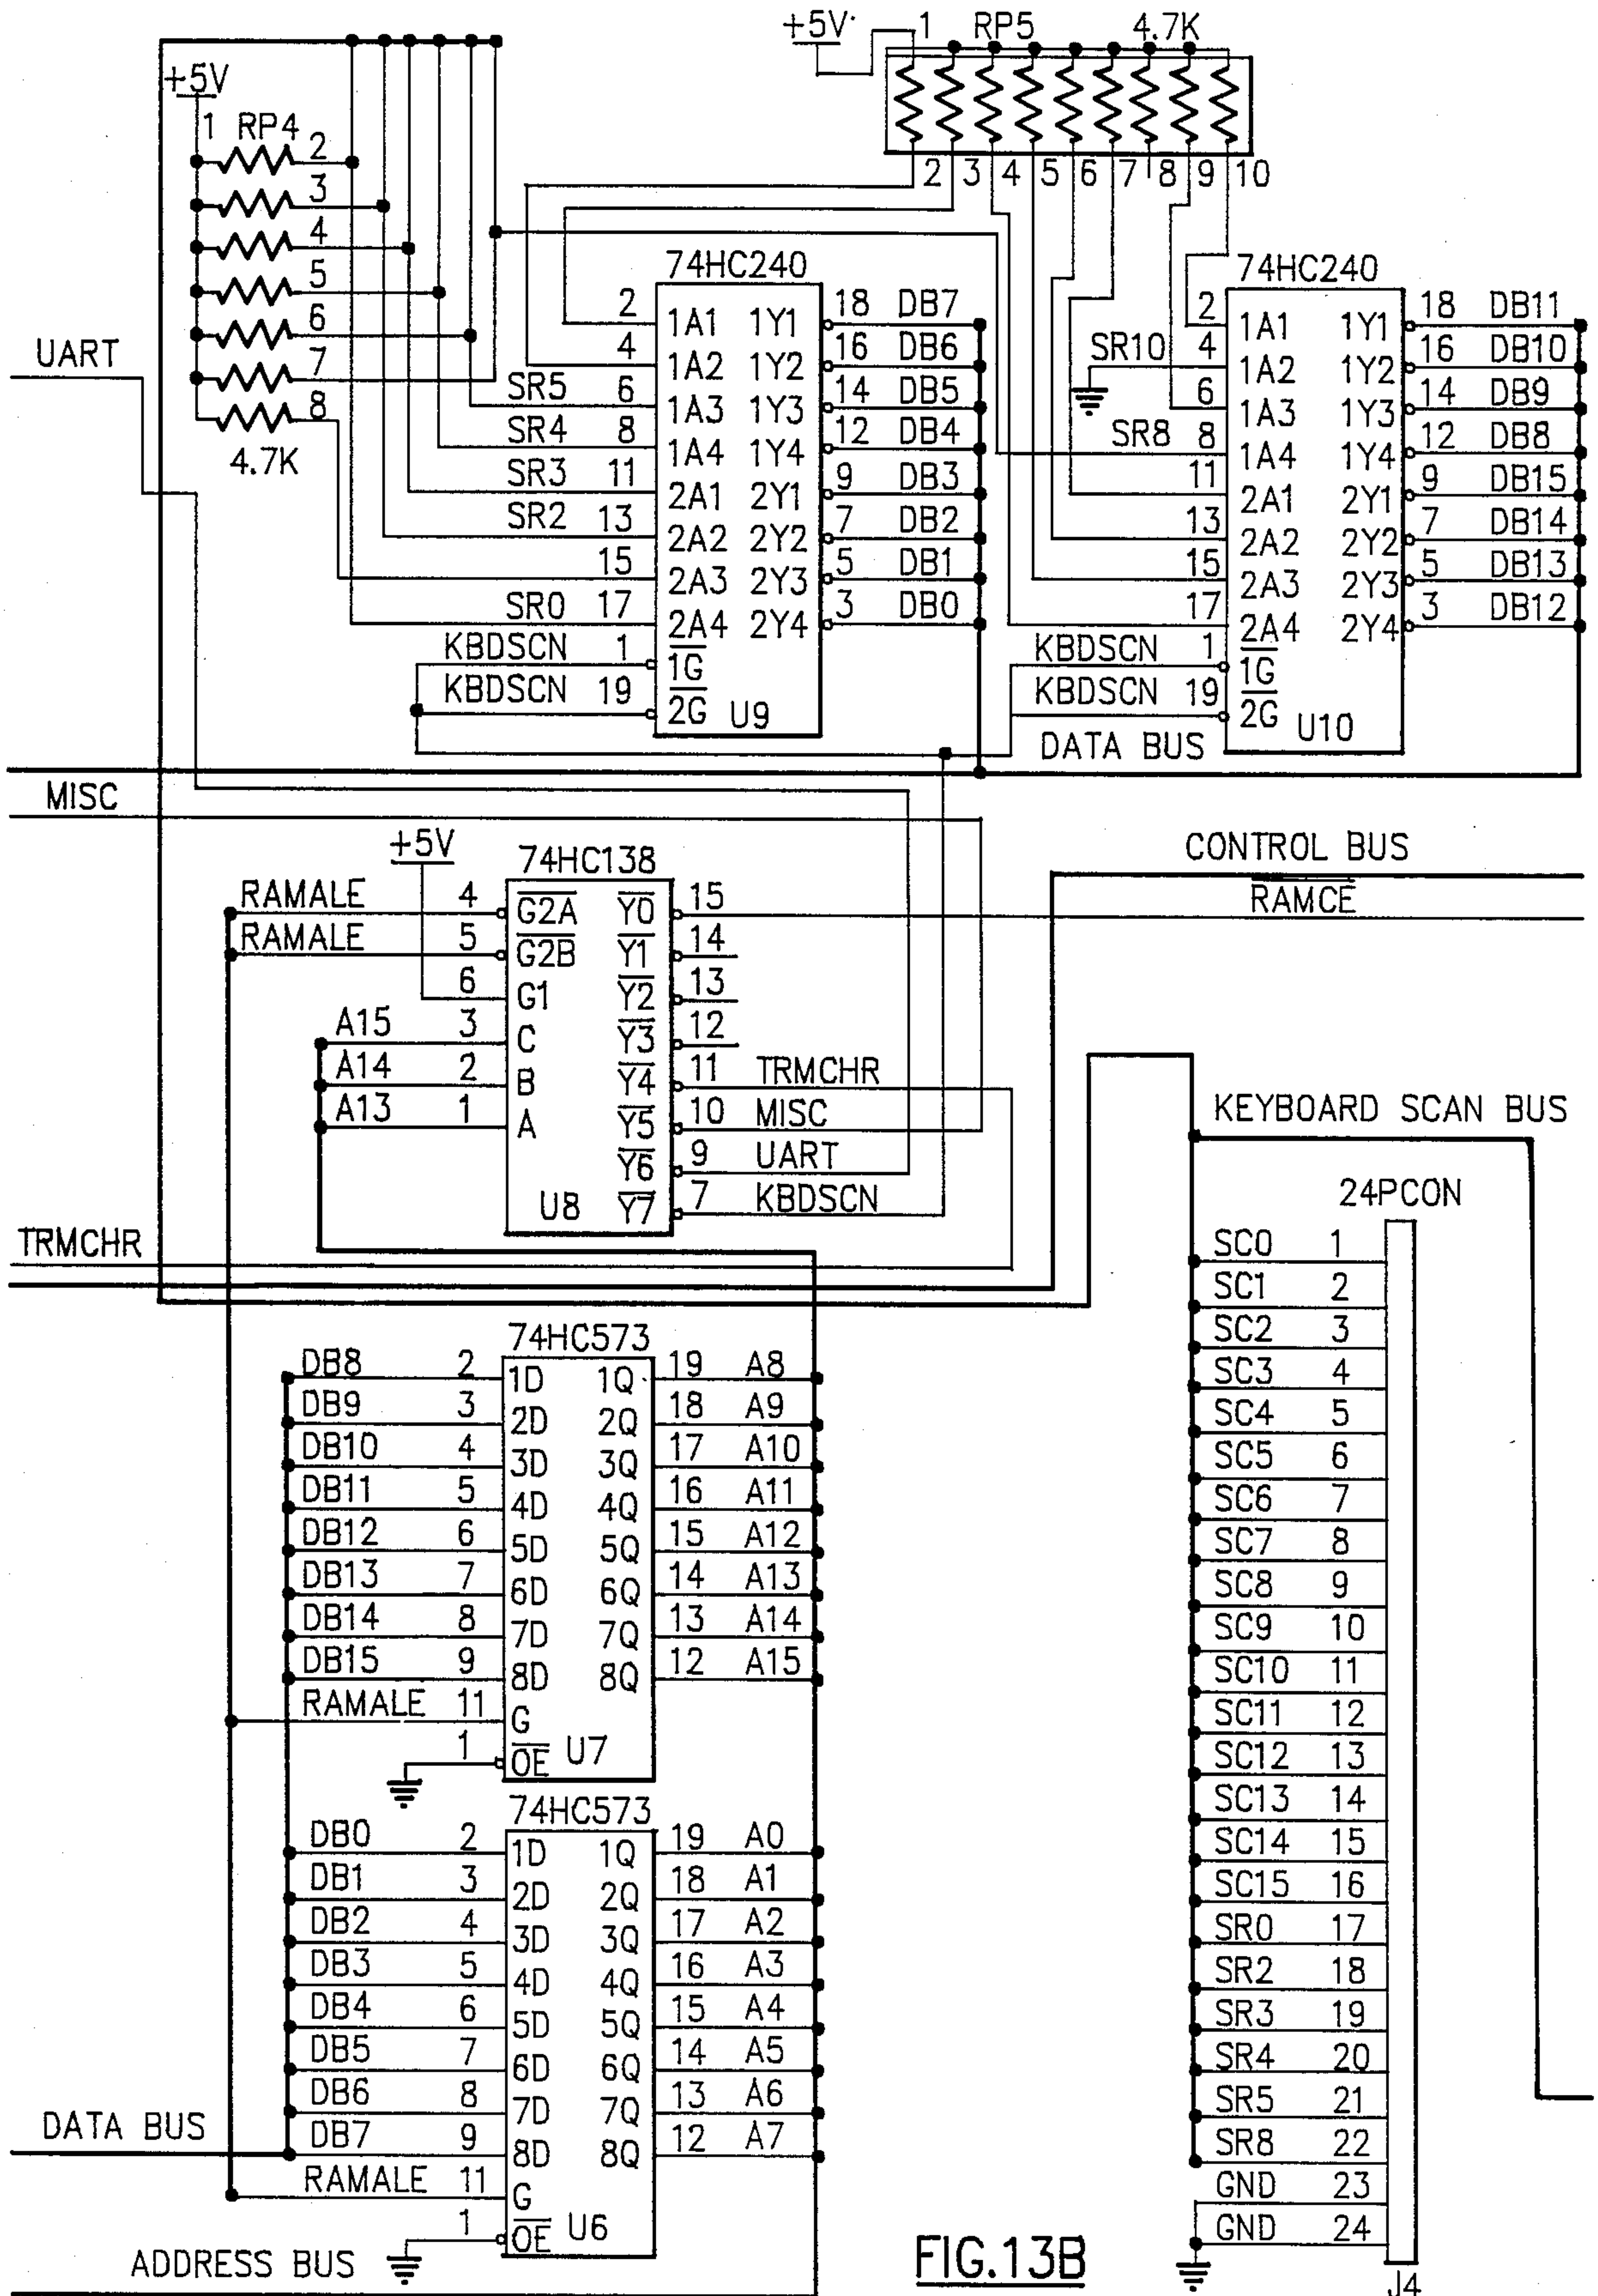 +5V 1 RP5 4.7K
2 3 4 5 6 7 8 9 10
+5V
1 RP4 2
3
4
5
6
7
8
4.7K
UART
74HC240
2 1A1 1Y1 18 DB7
4 1A2 1Y2 16 DB6
SR5 6 1A3 1Y3 14 DB5
SR4 8 1A4 1Y4 12 DB4
SR3 11 2A1 2Y1 9 DB3
SR2 13 2A2 2Y2 7 DB2
15 2A3 2Y3 5 DB1
SR0 17 2A4 2Y4 3 DB0
KBDSCN 1 1G
KBDSCN 19 2G U9
74HC240
2 1A1 1Y1 18 DB11
SR10 4 1A2 1Y2 16 DB10
6 1A3 1Y3 14 DB9
SR8 8 1A4 1Y4 12 DB8
11 2A1 2Y1 9 DB15
13 2A2 2Y2 7 DB14
15 2A3 2Y3 5 DB13
17 2A4 2Y4 3 DB12
KBDSCN 1 1G
KBDSCN 19 2G U10
DATA BUS
MISC
+5V
74HC138
RAMALE 4 G2A Y0 15
RAMALE 5 G2B Y1 14
6 G1 Y2 13
A15 3 C Y3 12
A14 2 B Y4 11 TRMCHR
A13 1 A Y5 10 MISC
Y6 9 UART
U8 Y7 7 KBDSCN
CONTROL BUS
RAMCE
KEYBOARD SCAN BUS
TRMCHR
74HC573
DB8 2 1D 1Q 19 A8
DB9 3 2D 2Q 18 A9
DB10 4 3D 3Q 17 A10
DB11 5 4D 4Q 16 A11
DB12 6 5D 5Q 15 A12
DB13 7 6D 6Q 14 A13
DB14 8 7D 7Q 13 A14
DB15 9 8D 8Q 12 A15
RAMALE 11 G
1 OE U7
74HC573
DB0 2 1D 1Q 19 A0
DB1 3 2D 2Q 18 A1
DB2 4 3D 3Q 17 A2
DB3 5 4D 4Q 16 A3
DB4 6 5D 5Q 15 A4
DB5 7 6D 6Q 14 A5
DB6 8 7D 7Q 13 A6
DB7 9 8D 8Q 12 A7
RAMALE 11 G
1 OE U6
DATA BUS
ADDRESS BUS
24PCON
SC0 1
SC1 2
SC2 3
SC3 4
SC4 5
SC5 6
SC6 7
SC7 8
SC8 9
SC9 10
SC10 11
SC11 12
SC12 13
SC13 14
SC14 15
SC15 16
SR0 17
SR2 18
SR3 19
SR4 20
SR5 21
SR8 22
GND 23
GND 24
J4
FIG.13B